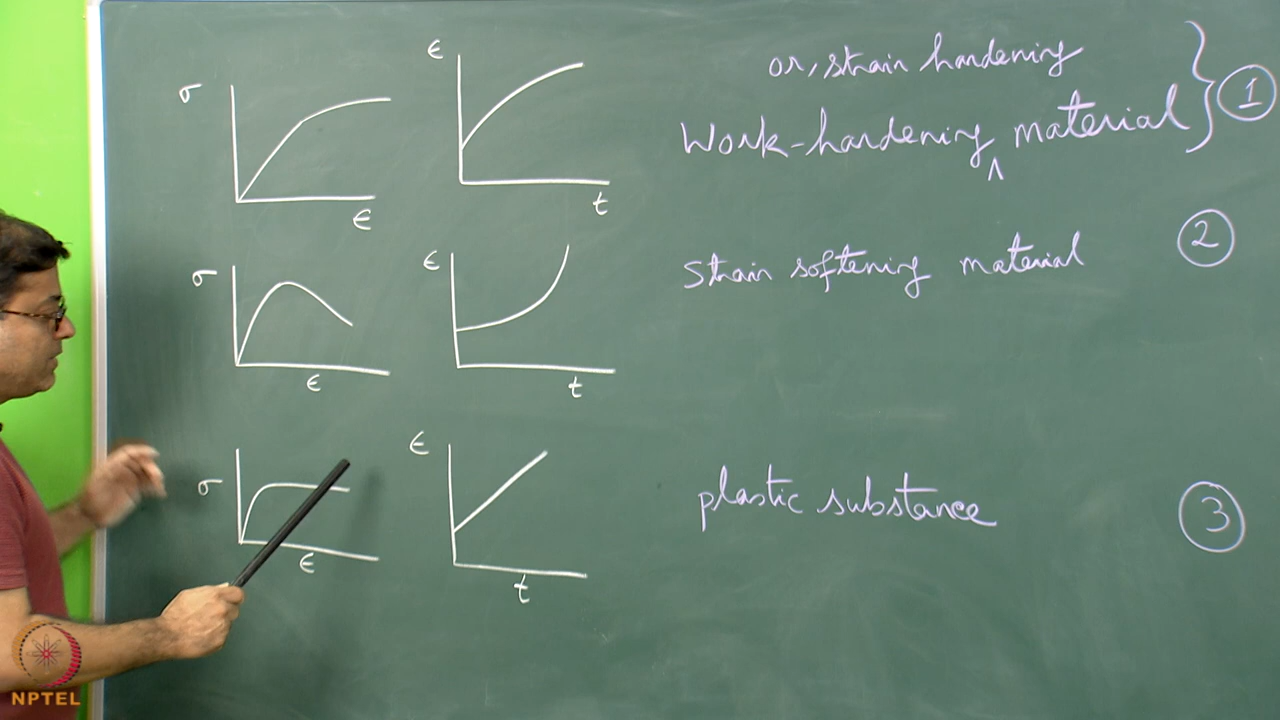 σ
ϵ
ϵ
t
or, strain hardening
Work-hardening ^ material
1
σ
ϵ
ϵ
t
Strain softening material
2
σ
ϵ
ϵ
t
plastic substance
3
NPTEL